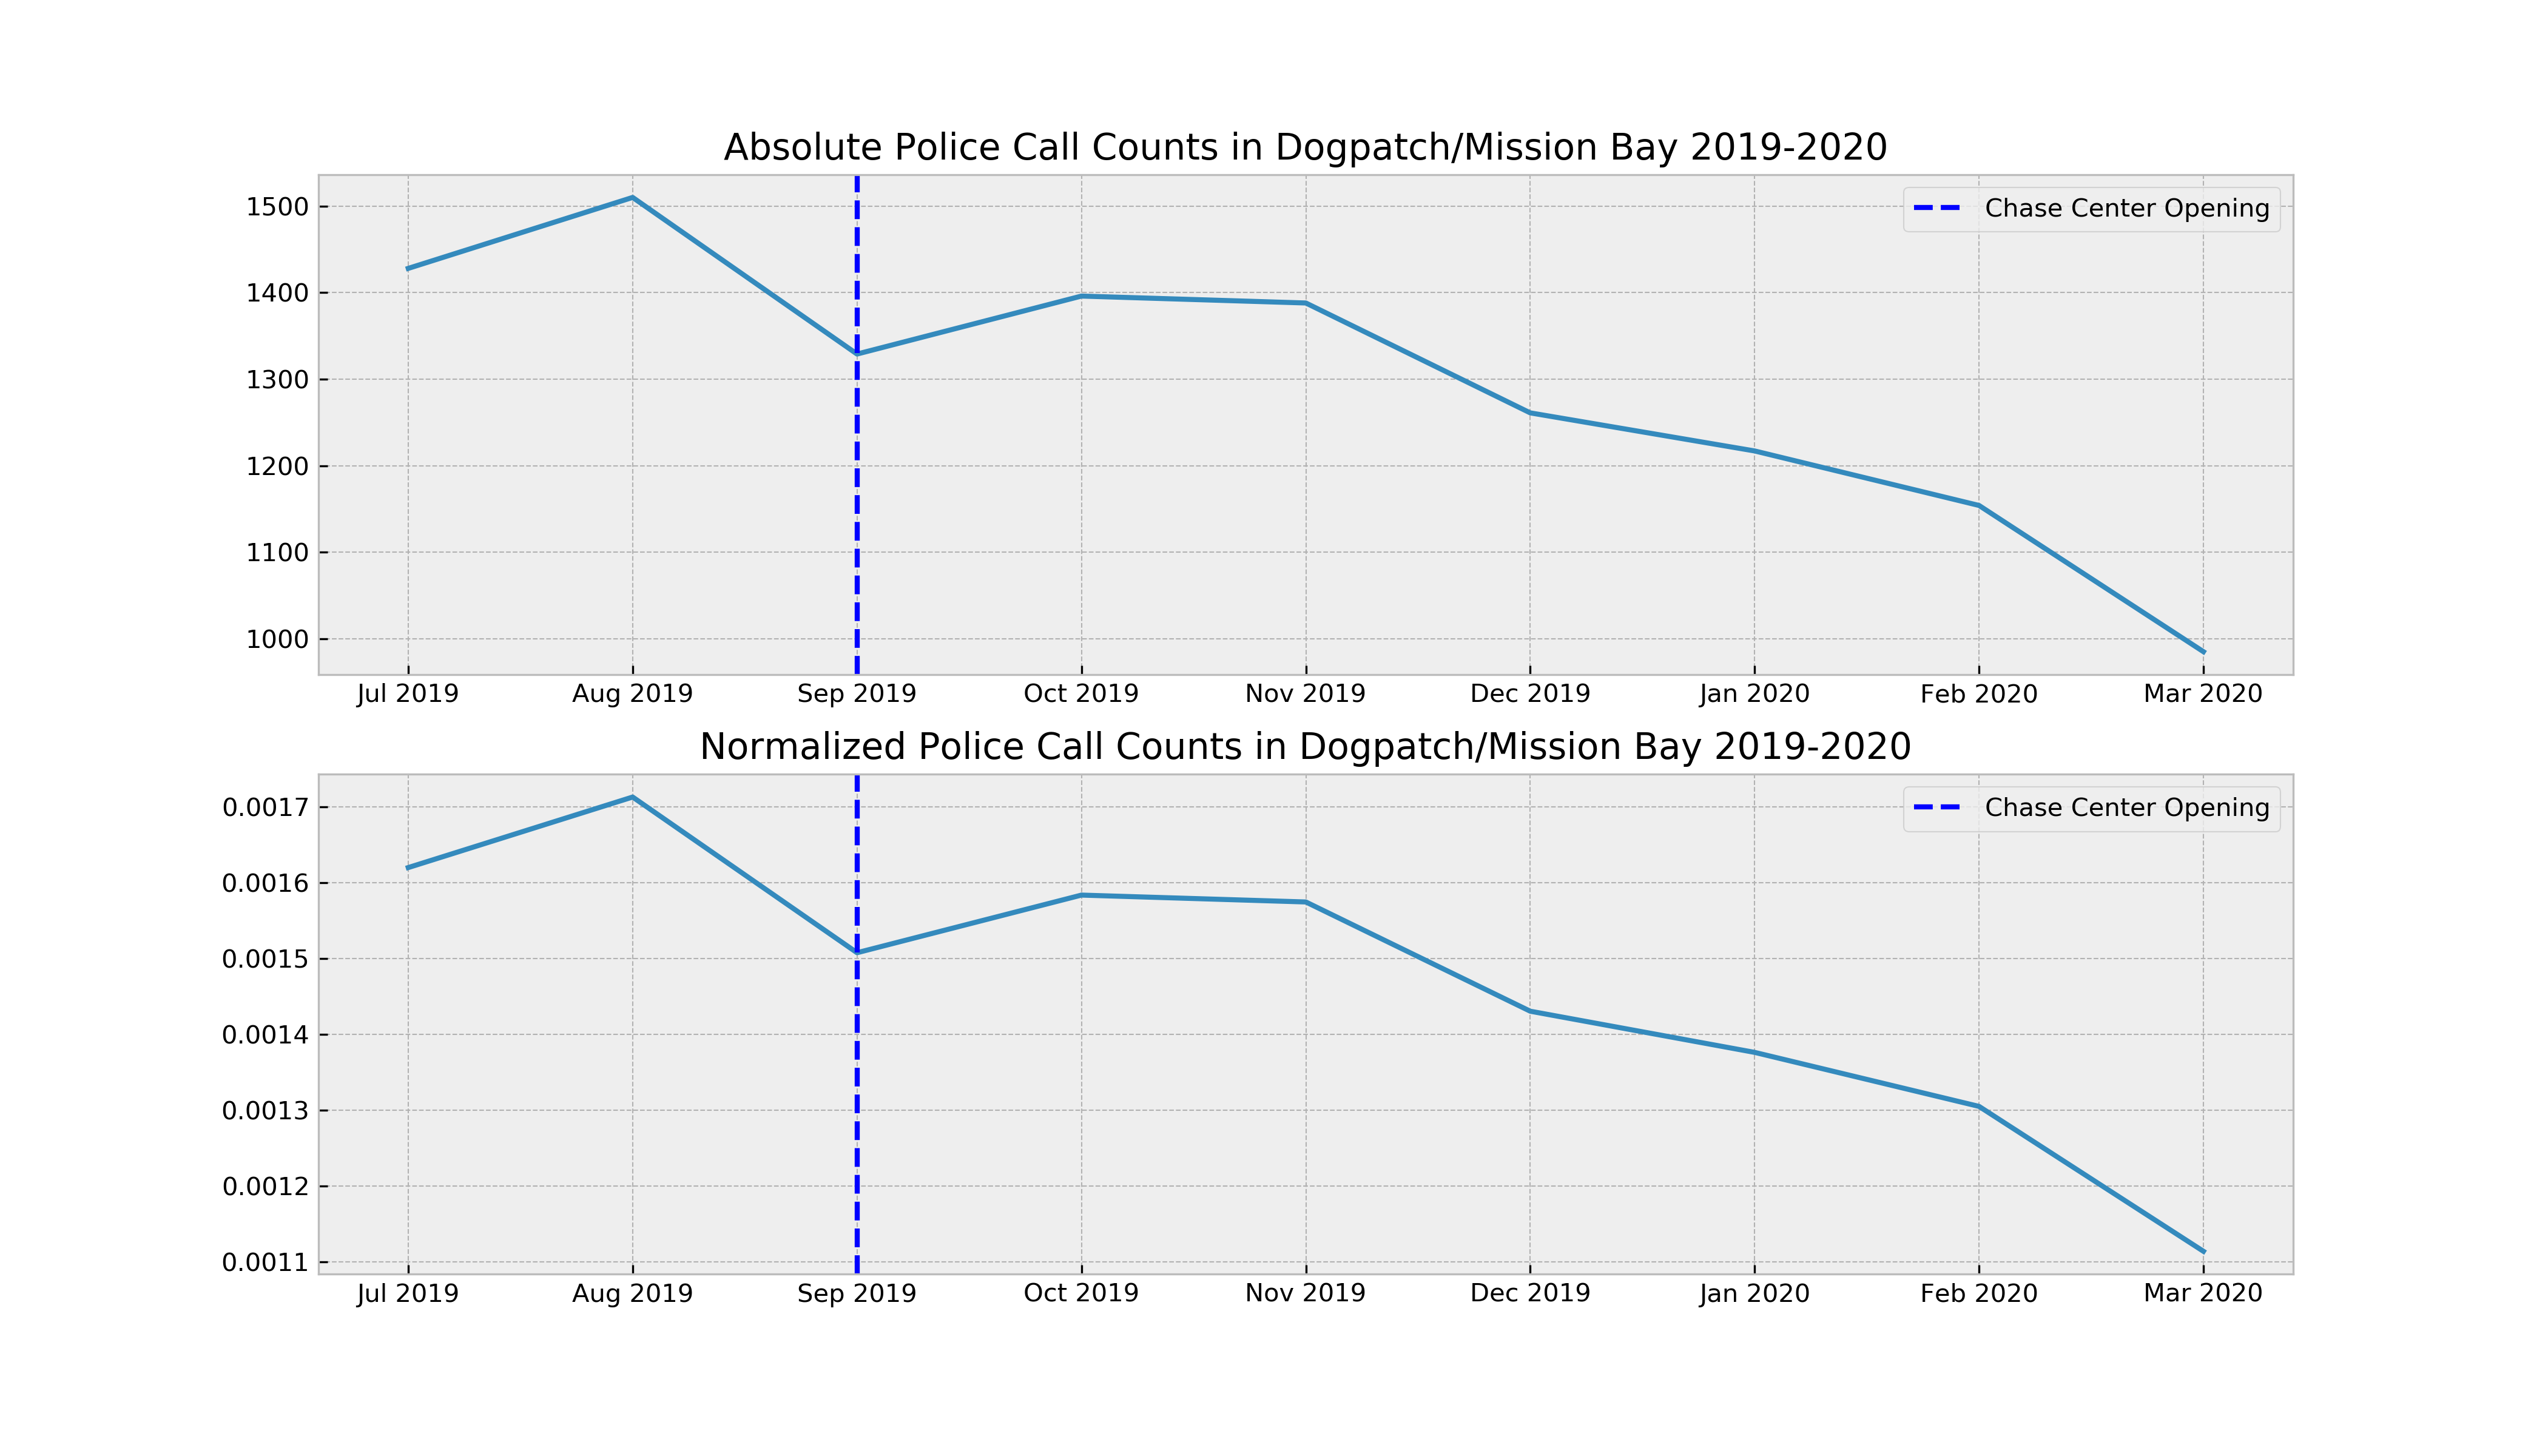 Absolute Police Call Counts in Dogpatch/Mission Bay 2019-2020
Chase Center Opening
1500
1400
1300
1200
1100
1000
Jul 2019 Aug 2019 Sep 2019 Oct 2019 Nov 2019 Dec 2019 Jan 2020 Feb 2020 Mar 2020
Normalized Police Call Counts in Dogpatch/Mission Bay 2019-2020
Chase Center Opening
0.0017
0.0016
0.0015
0.0014
0.0013
0.0012
0.0011
Jul 2019 Aug 2019 Sep 2019 Oct 2019 Nov 2019 Dec 2019 Jan 2020 Feb 2020 Mar 2020